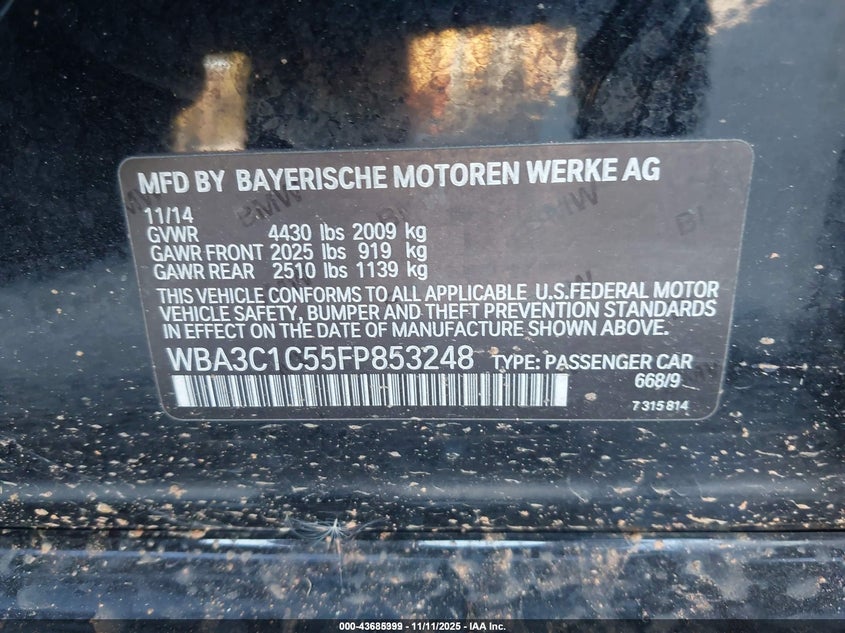 MFD BY BAYERISCHE MOTOREN WERKE AG
11/14
GVWR 4430 lbs 2009 kg
GAWR FRONT 2025 lbs 919 kg
GAWR REAR 2510 lbs 1139 kg
THIS VEHICLE CONFORMS TO ALL APPLICABLE U.S.FEDERAL MOTOR
VEHICLE SAFETY, BUMPER AND THEFT PREVENTION STANDARDS
IN EFFECT ON THE DATE OF MANUFACTURE SHOWN ABOVE.
WBA3C1C55FP853248 TYPE: PASSENGER CAR
668/9
7 315 814
000-43685999 | 11/11/2025 - IAA Inc.